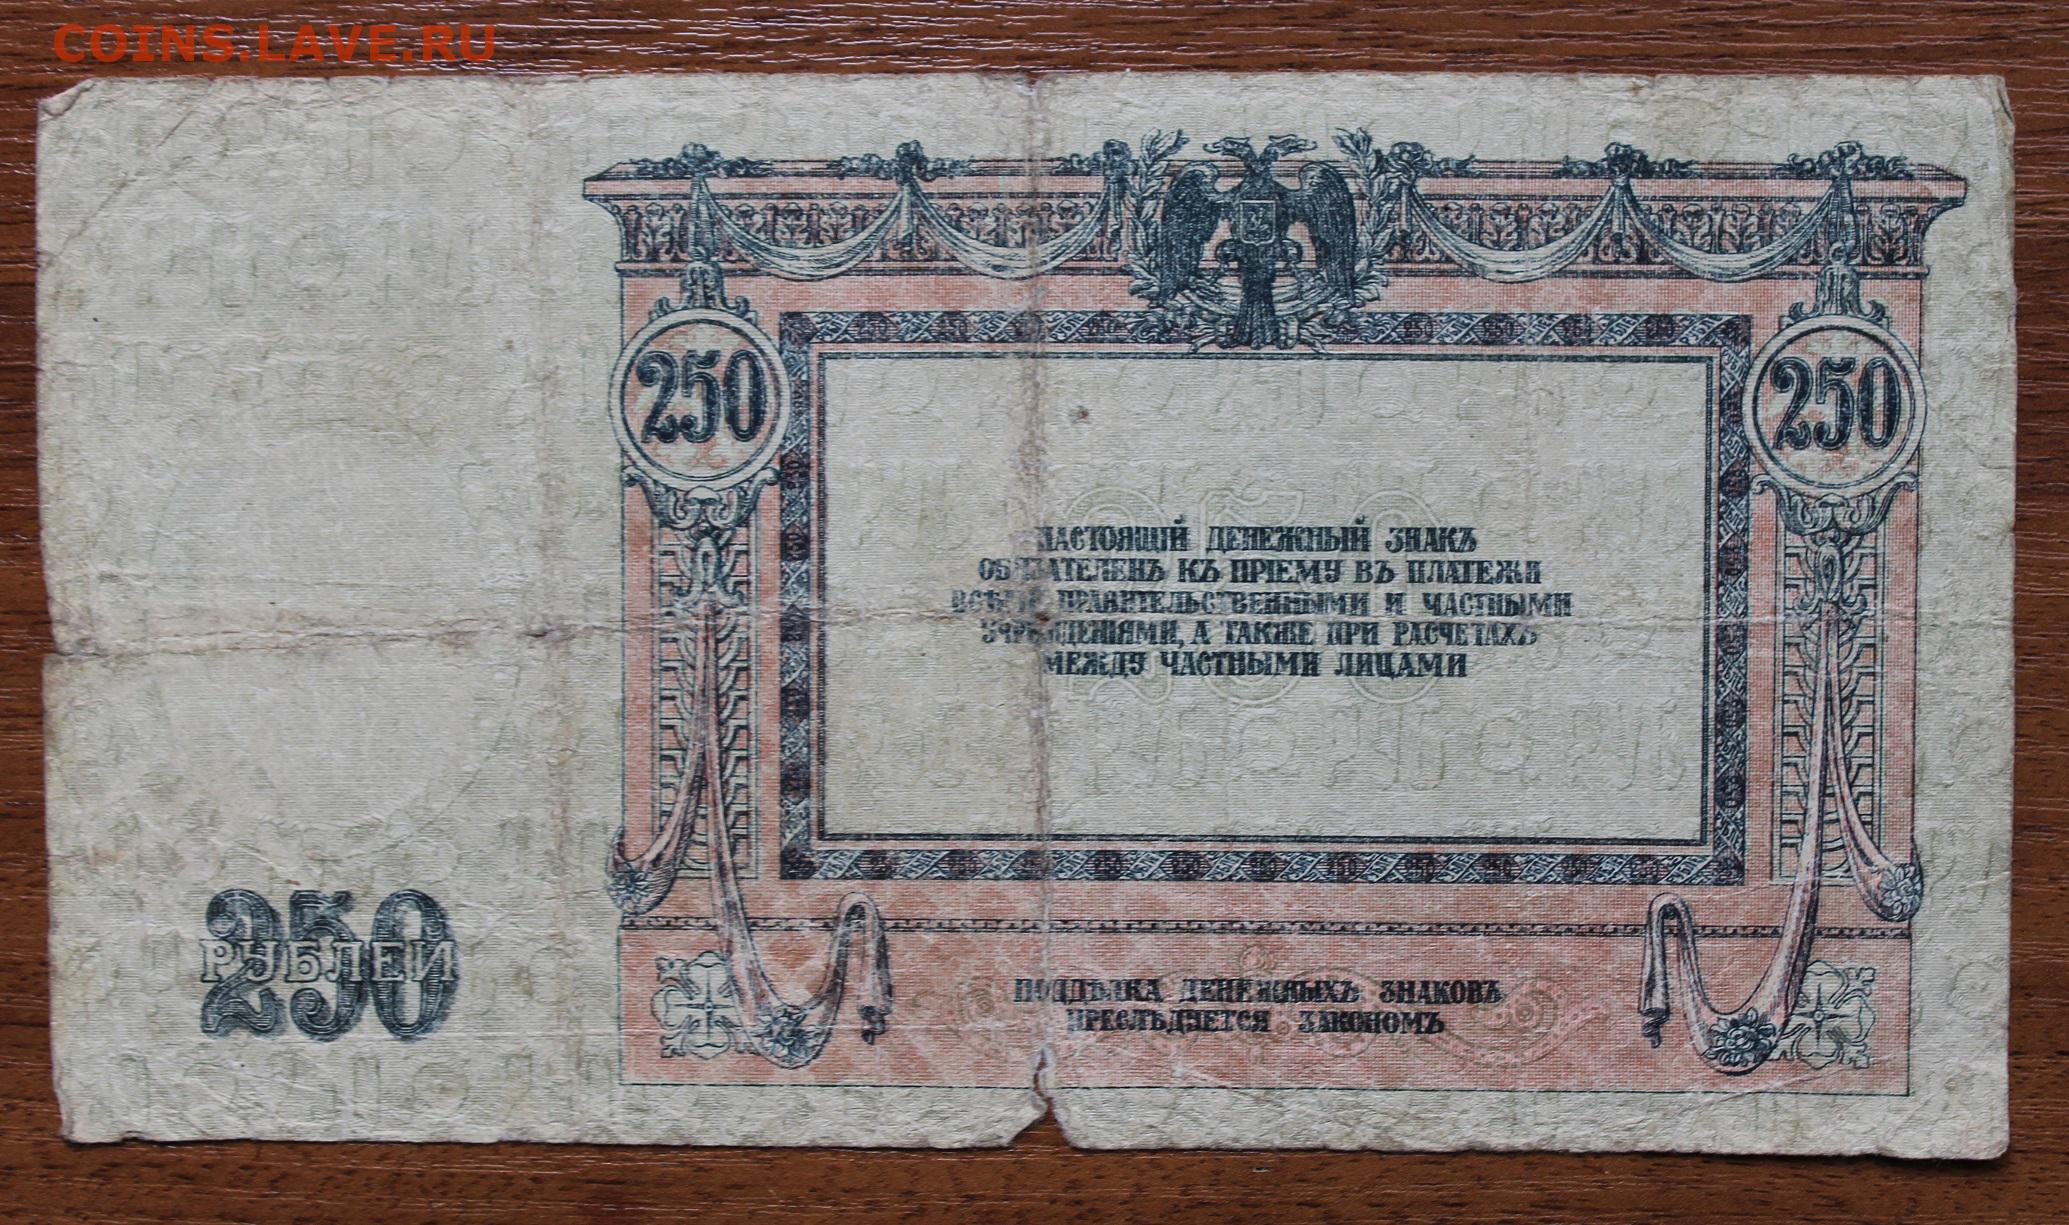 COINS.LAVE.RU
250
250
НАСТОЯЩІЙ ДЕНЕЖНЫЙ ЗНАКЪ
ОБЯЗАТЕЛЕНЪ КЪ ПРІЕМУ ВЪ ПЛАТЕЖИ
ВСѢМИ ПРАВИТЕЛЬСТВЕННЫМИ И ЧАСТНЫМИ
УЧРЕЖДЕНІЯМИ, А ТАКЖЕ ПРИ РАСЧЕТАХЪ
МЕЖДУ ЧАСТНЫМИ ЛИЦАМИ
250
РУБЛЕЙ
ПОДДѢЛКА ДЕНЕЖНЫХЪ ЗНАКОВЪ
ПРЕСЛѢДУЕТСЯ ЗАКОНОМЪ